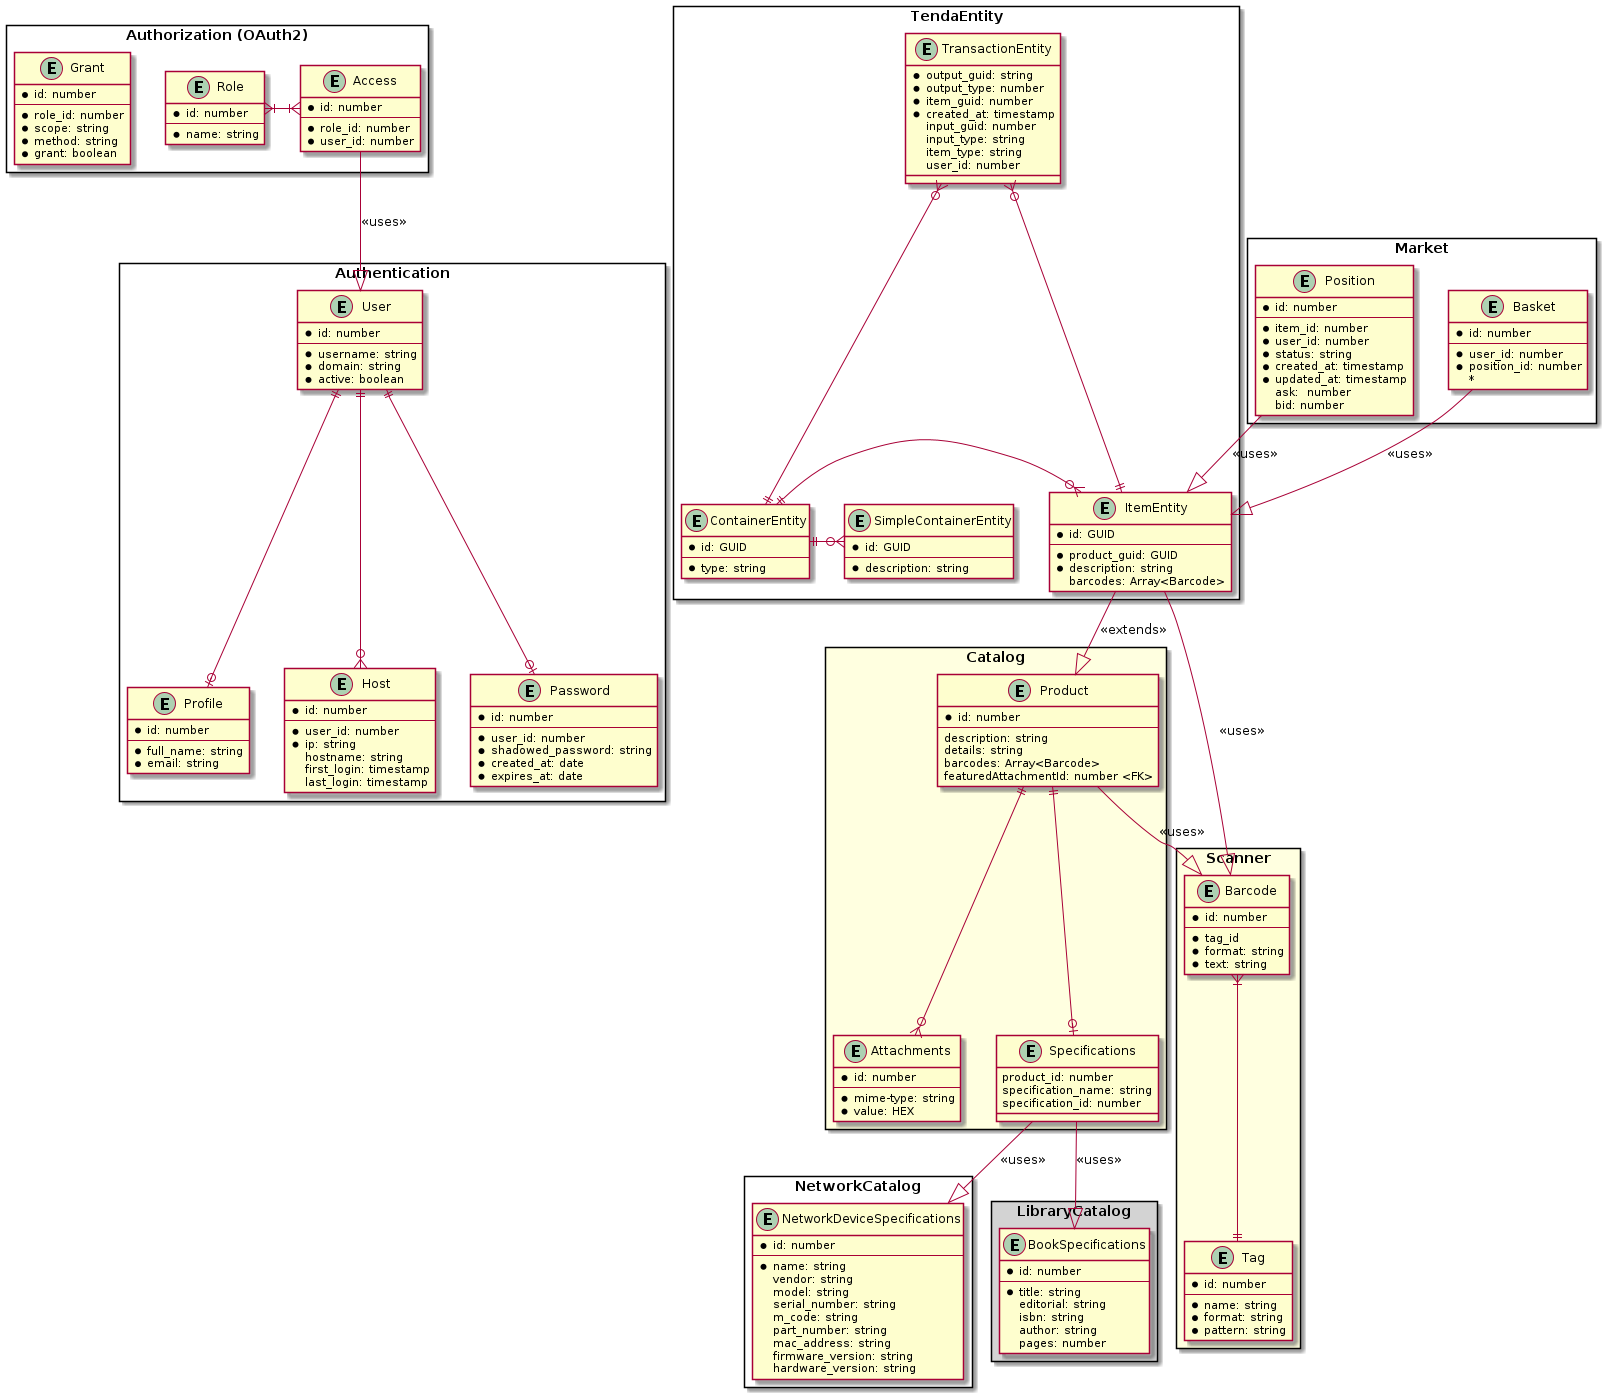 Authorization (OAuth2)
E Grant
id: number
role_id: number
scope: string
method: string
grant: boolean
E Role
id: number
name: string
E Access
id: number
role_id: number
user_id: number
«uses»
Authentication
E User
id: number
username: string
domain: string
active: boolean
E Profile
id: number
full_name: string
email: string
E Host
id: number
user_id: number
ip: string
hostname: string
first_login: timestamp
last_login: timestamp
E Password
id: number
user_id: number
shadowed_password: string
created_at: date
expires_at: date
TendaEntity
E TransactionEntity
output_guid: string
output_type: number
item_guid: number
created_at: timestamp
input_guid: number
input_type: string
item_type: string
user_id: number
E ContainerEntity
id: GUID
type: string
E SimpleContainerEntity
id: GUID
description: string
E ItemEntity
id: GUID
product_guid: GUID
description: string
barcodes: Array<Barcode>
Market
E Position
id: number
item_id: number
user_id: number
status: string
created_at: timestamp
updated_at: timestamp
ask:  number
bid: number
E Basket
id: number
user_id: number
position_id: number
*
«uses»
«uses»
«extends»
«uses»
Catalog
E Product
id: number
description: string
details: string
barcodes: Array<Barcode>
featuredAttachmentId: number <FK>
«uses»
E Attachments
id: number
mime-type: string
value: HEX
E Specifications
product_id: number
specification_name: string
specification_id: number
Scanner
E Barcode
id: number
tag_id
format: string
text: string
E Tag
id: number
name: string
format: string
pattern: string
«uses»
«uses»
NetworkCatalog
E NetworkDeviceSpecifications
id: number
name: string
vendor: string
model: string
serial_number: string
m_code: string
part_number: string
mac_address: string
firmware_version: string
hardware_version: string
LibraryCatalog
E BookSpecifications
id: number
title: string
editorial: string
isbn: string
author: string
pages: number